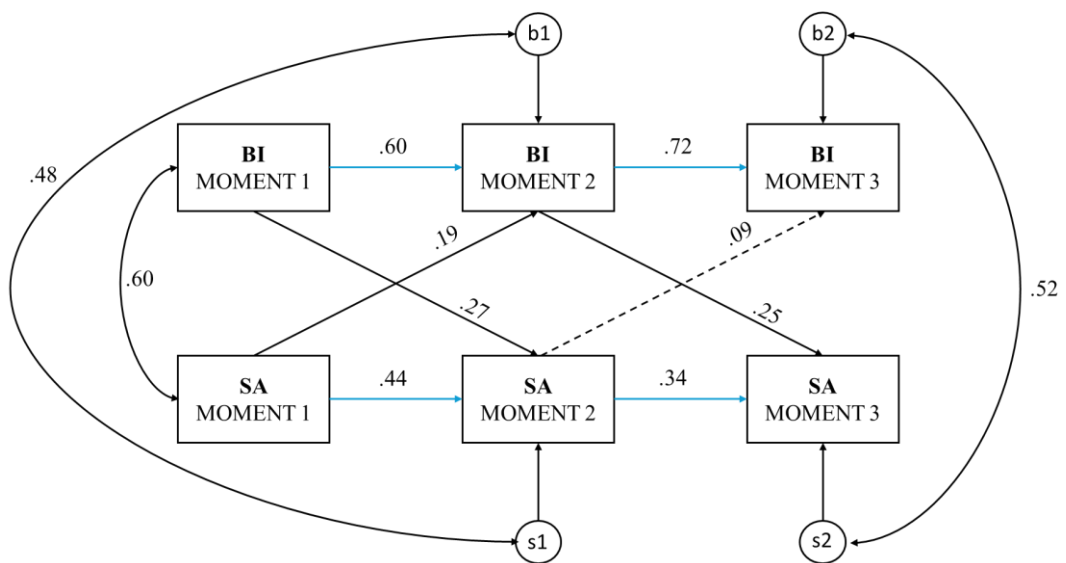 b1
b2
.48
BI
MOMENT 1
.60
BI
MOMENT 2
.72
BI
MOMENT 3
.60
.19
.27
.09
.25
.52
SA
MOMENT 1
.44
SA
MOMENT 2
.34
SA
MOMENT 3
s1
s2